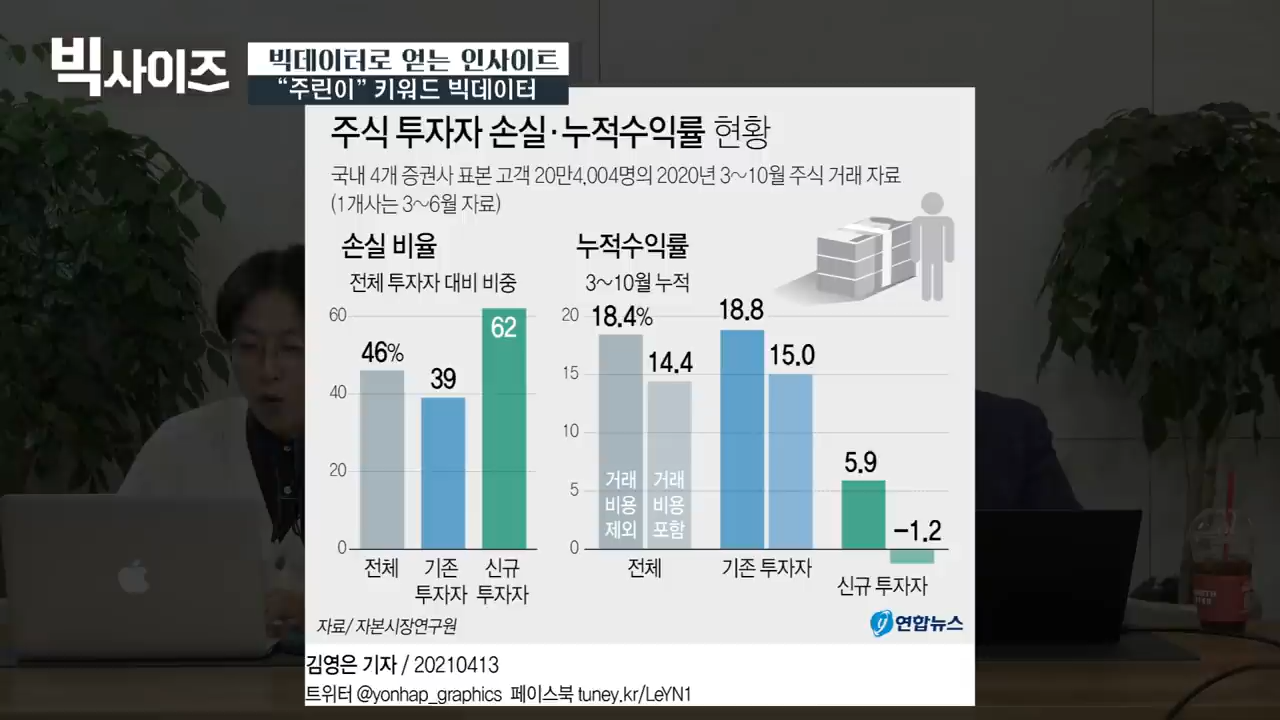 빅사이즈
빅데이터로 얻는 인사이트
“주린이” 키워드 빅데이터
주식 투자자 손실·누적수익률 현황
국내 4개 증권사 표본 고객 20만4,004명의 2020년 3~10월 주식 거래 자료
(1개사는 3~6월 자료)
손실 비율
전체 투자자 대비 비중
60
40
20
0
46%
39
62
전체
기존
투자자
신규
투자자
누적수익률
3~10월 누적
20
15
10
5
0
18.4%
14.4
18.8
15.0
5.9
-1.2
거래
비용
제외
거래
비용
포함
전체
기존 투자자
신규 투자자
자료/ 자본시장연구원
연합뉴스
김영은 기자 / 20210413
트위터 @yonhap_graphics 페이스북 tuney.kr/LeYN1